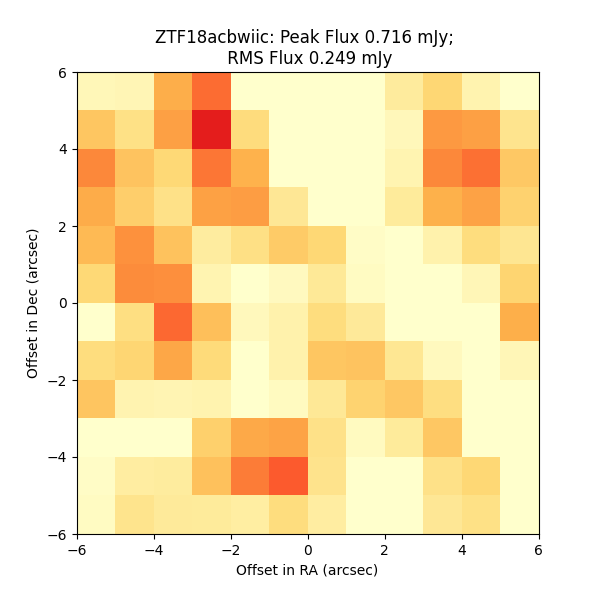 ZTF18acbwiic: Peak Flux 0.716 mJy;
RMS Flux 0.249 mJy
6
4
2
0
−2
−4
−6
Offset in Dec (arcsec)
−6 −4 −2 0 2 4 6
Offset in RA (arcsec)